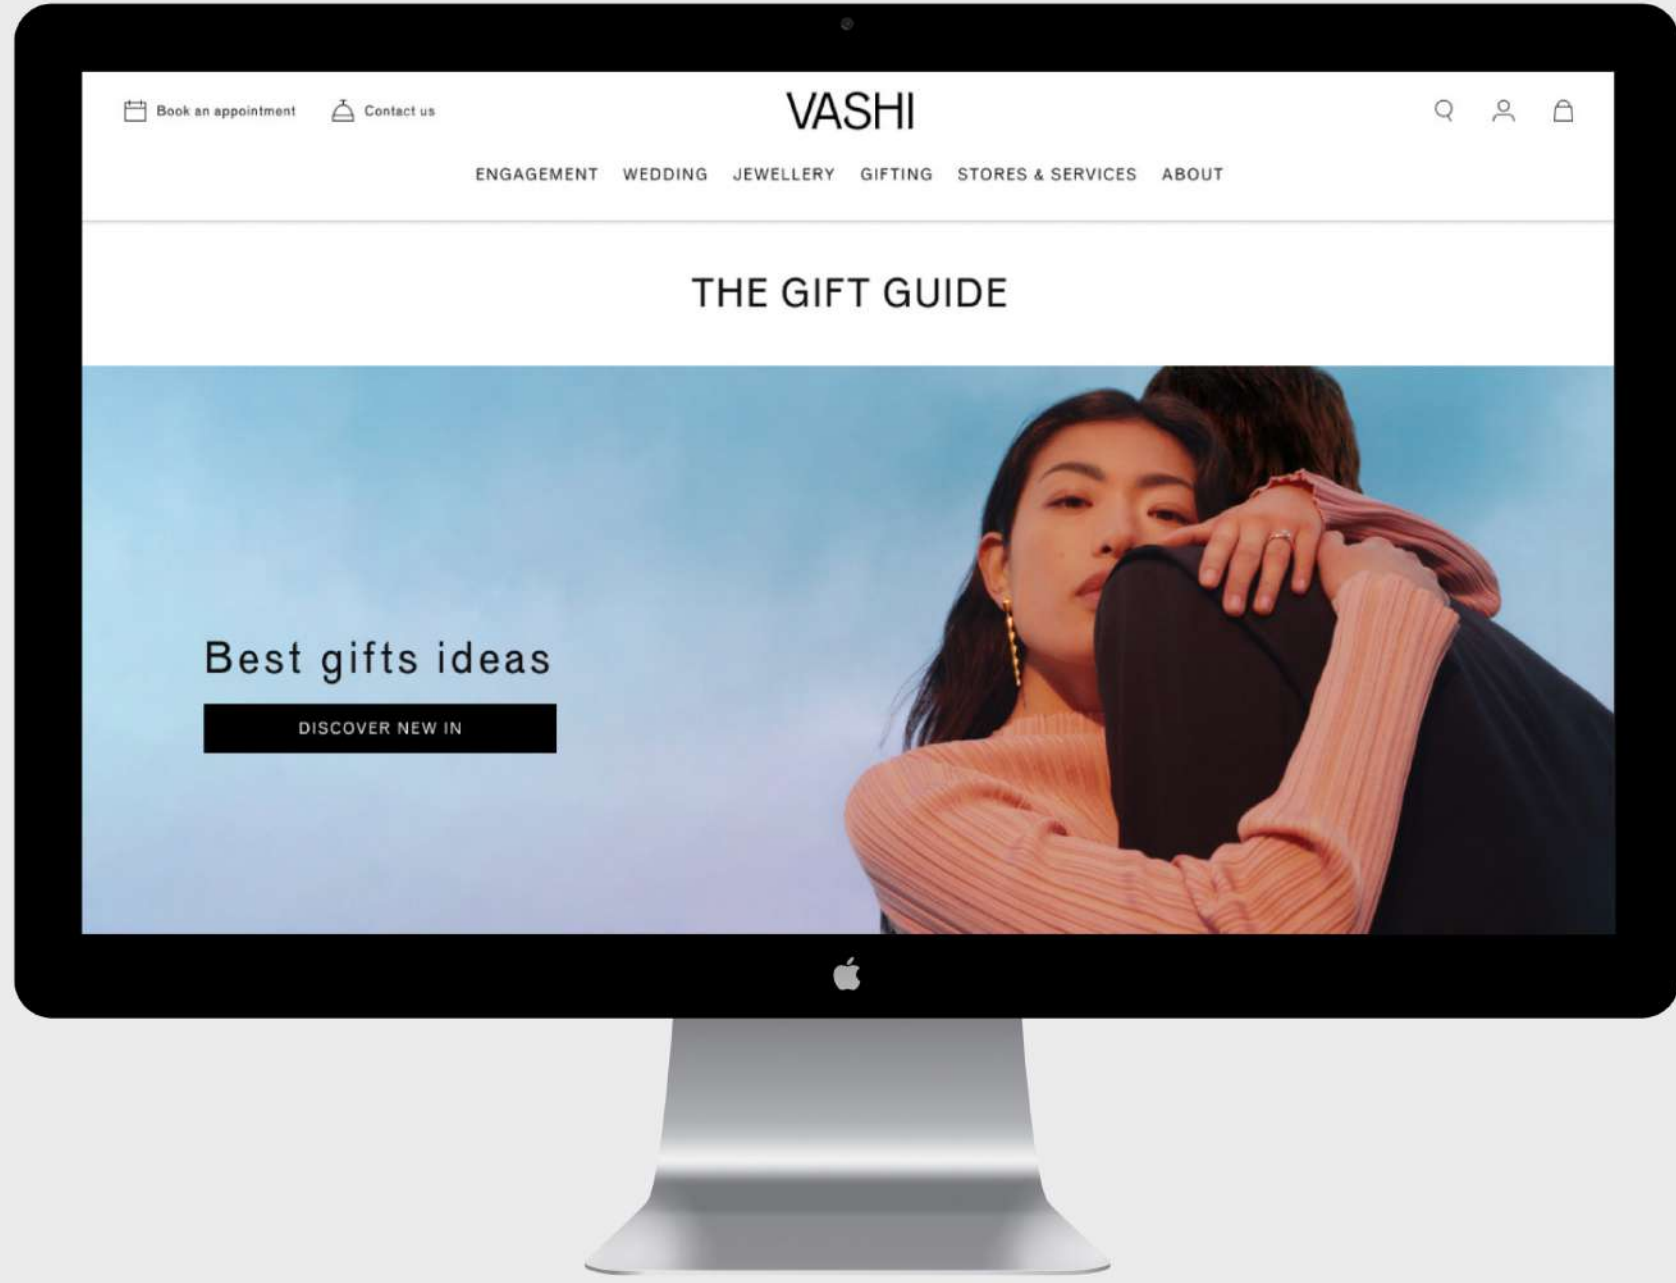 Book an appointment
Contact us
VASHI
ENGAGEMENT WEDDING JEWELLERY GIFTING STORES & SERVICES ABOUT
THE GIFT GUIDE
Best gifts ideas
DISCOVER NEW IN